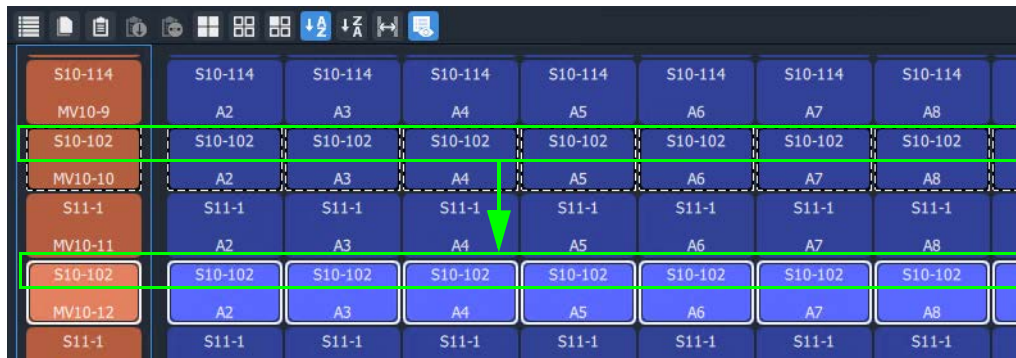 A Z
Z A
S10-114 S10-114 S10-114 S10-114 S10-114 S10-114 S10-114 S10-114
MV10-9 A2 A3 A4 A5 A6 A7 A8
S10-102 S10-102 S10-102 S10-102 S10-102 S10-102 S10-102 S10-102
MV10-10 A2 A3 A4 A5 A6 A7 A8
S11-1 S11-1 S11-1 S11-1 S11-1 S11-1 S11-1 S11-1
MV10-11 A2 A3 A4 A5 A6 A7 A8
S10-102 S10-102 S10-102 S10-102 S10-102 S10-102 S10-102 S10-102
MV10-12 A2 A3 A4 A5 A6 A7 A8
S11-1 S11-1 S11-1 S11-1 S11-1 S11-1 S11-1 S11-1